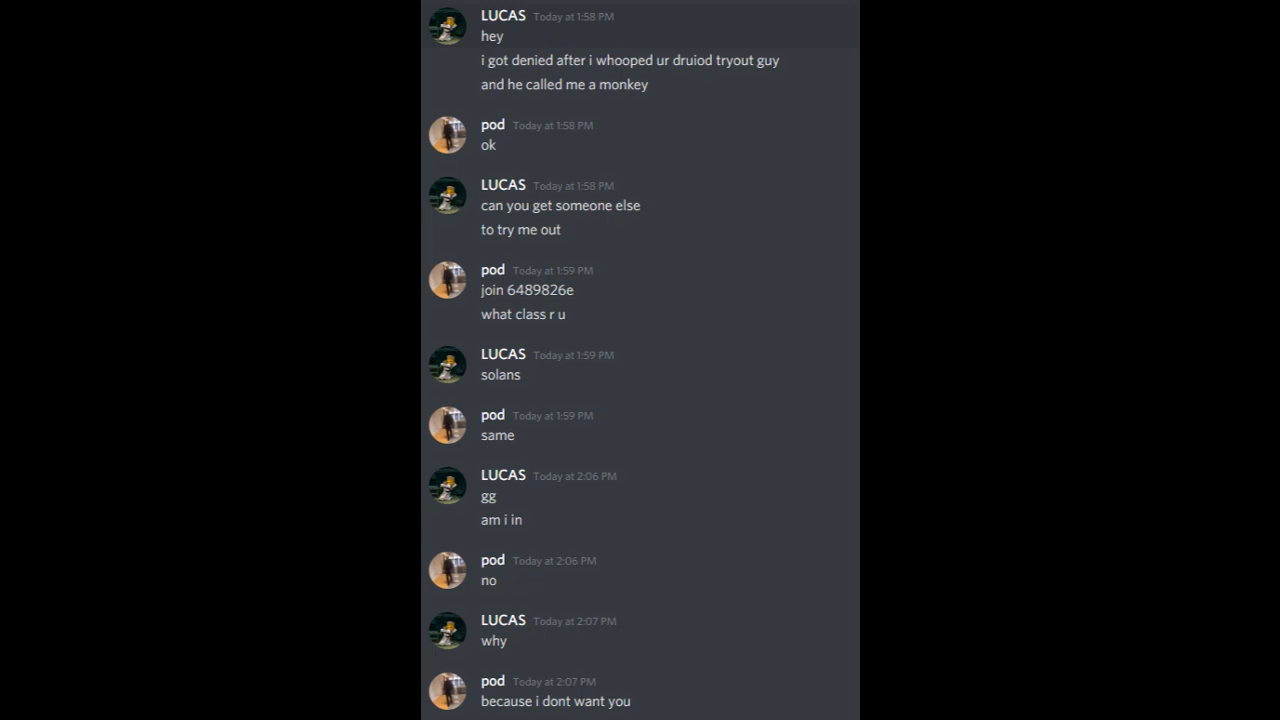 LUCAS Today at 1:58 PM
hey
i got denied after i whooped ur druiod tryout guy
and he called me a monkey
pod Today at 1:58 PM
ok
LUCAS Today at 1:58 PM
can you get someone else
to try me out
pod Today at 1:59 PM
join 6489826e
what class r u
LUCAS Today at 1:59 PM
solans
pod Today at 1:59 PM
same
LUCAS Today at 2:06 PM
gg
am i in
pod Today at 2:06 PM
no
LUCAS Today at 2:07 PM
why
pod Today at 2:07 PM
because i dont want you